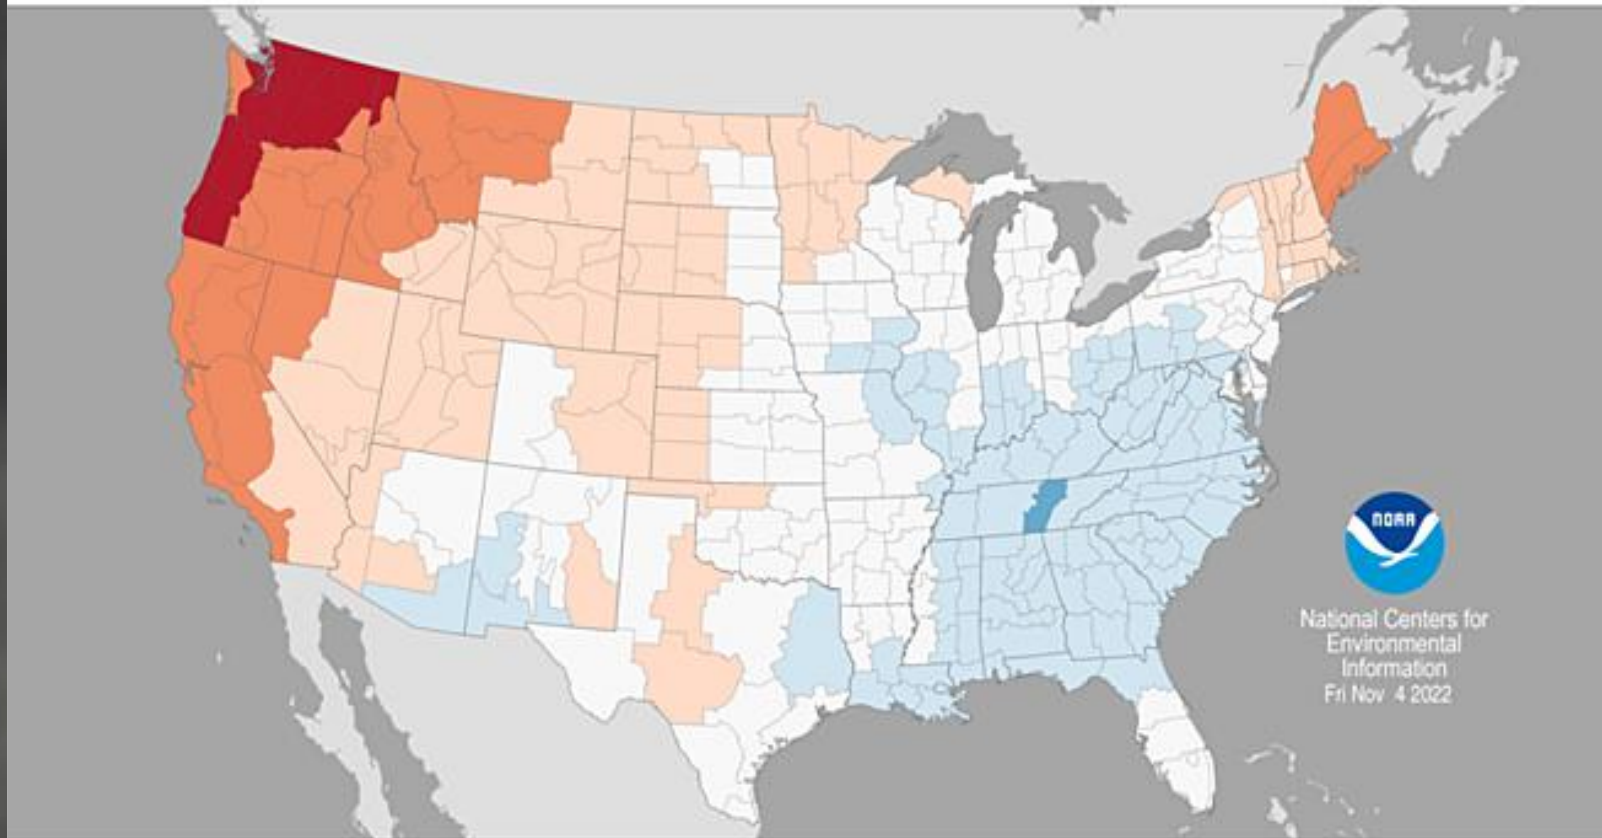 NOAA
National Centers for
Environmental
Information
Fri Nov 4 2022